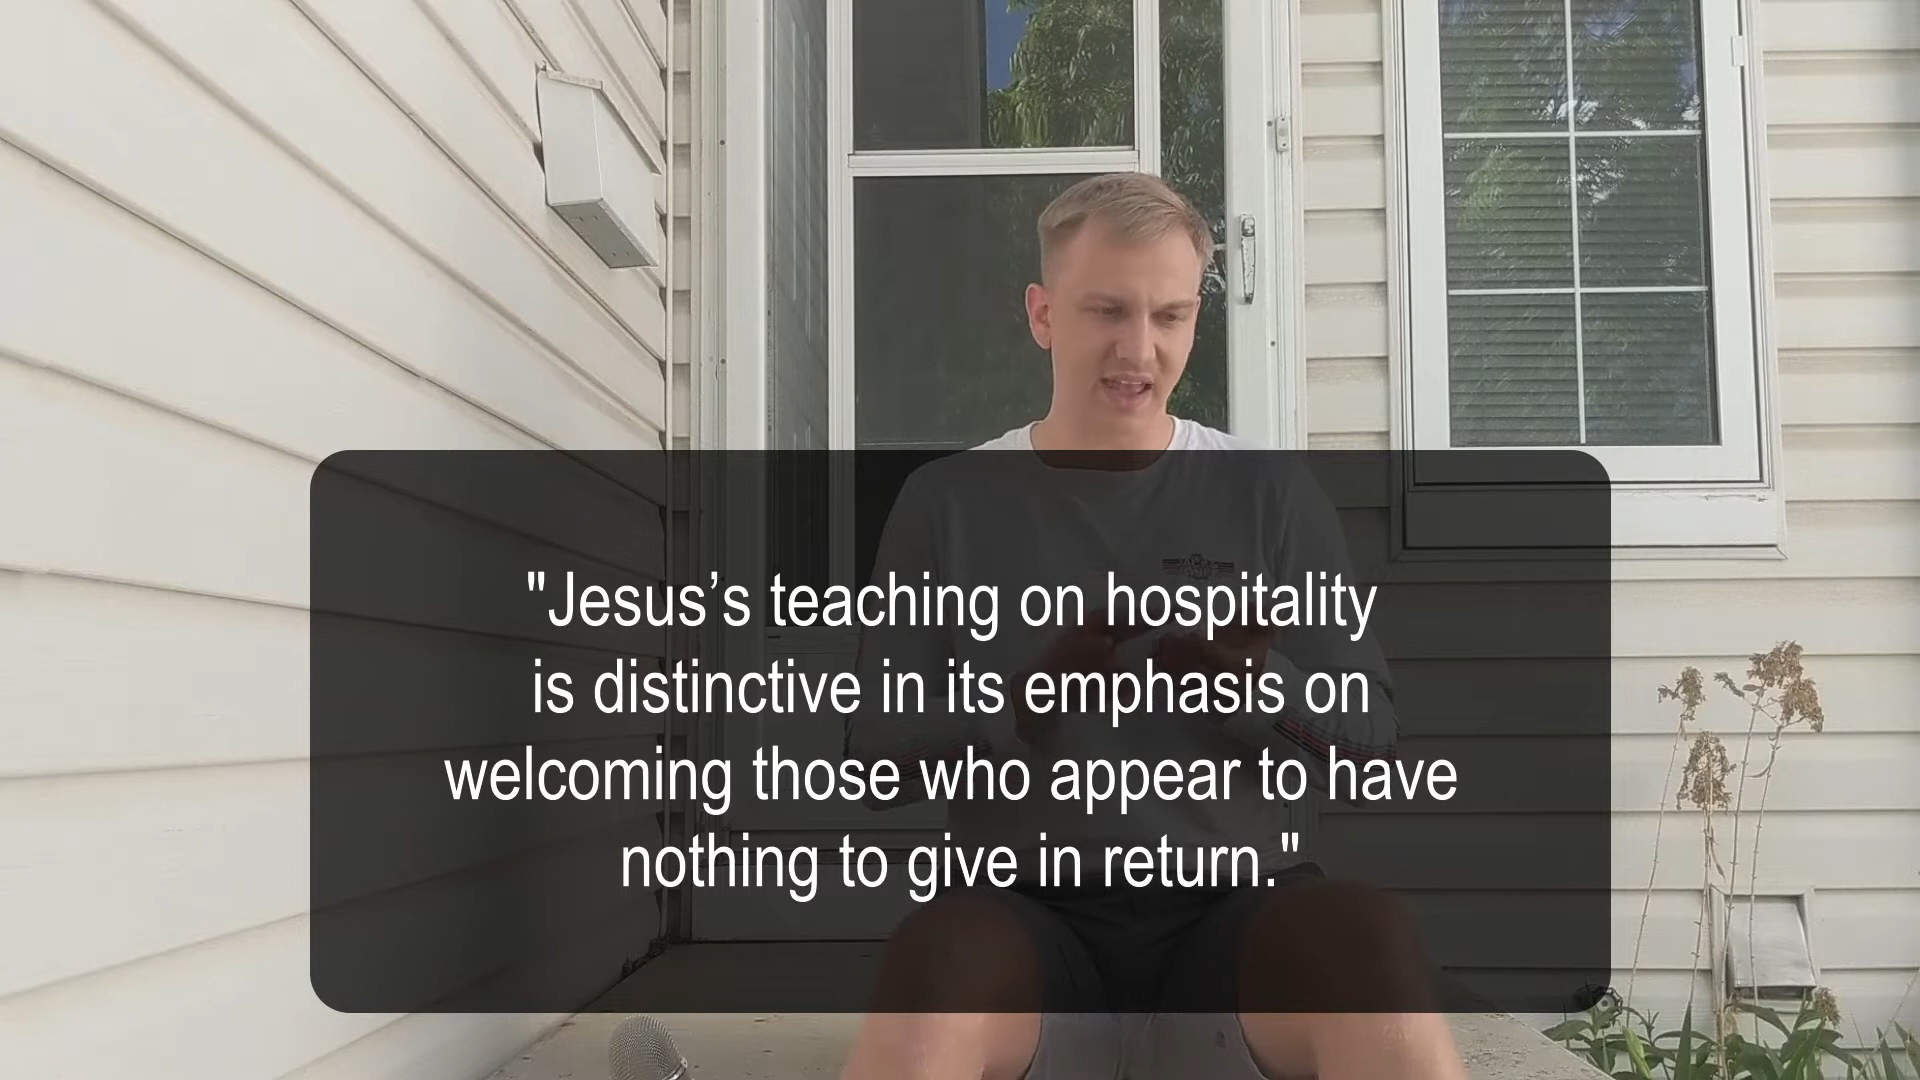 "Jesus’s teaching on hospitality
is distinctive in its emphasis on
welcoming those who appear to have
nothing to give in return."